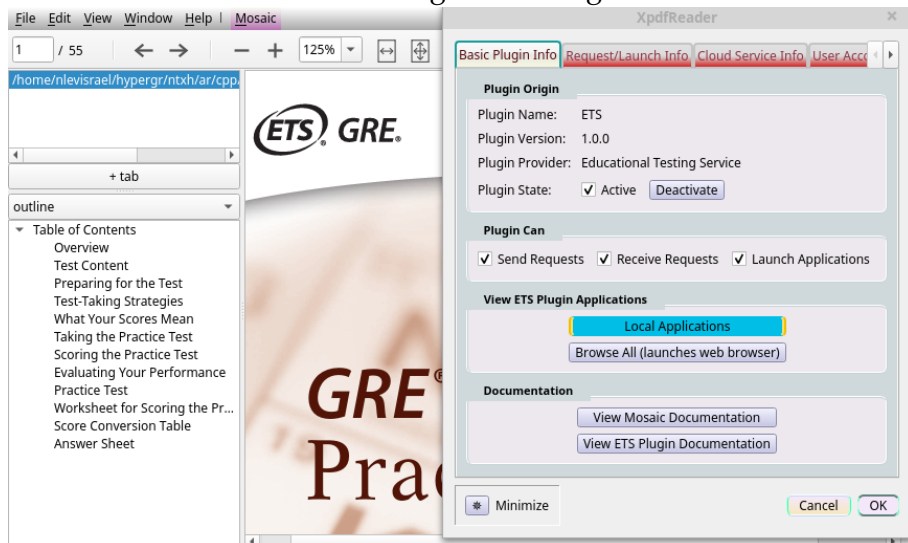 File Edit View Window Help Mosaic
1 / 55
125%
/home/nlevisrael/hypergr/ntxh/ar/cpp
+ tab
outline
Table of Contents
Overview
Test Content
Preparing for the Test
Test-Taking Strategies
What Your Scores Mean
Taking the Practice Test
Scoring the Practice Test
Evaluating Your Performance
Practice Test
Worksheet for Scoring the Pr...
Score Conversion Table
Answer Sheet
ETS® GRE®
GRE®
Prac
XpdfReader
Basic Plugin Info Request/Launch Info Cloud Service Info User Acco
Plugin Origin
Plugin Name: ETS
Plugin Version: 1.0.0
Plugin Provider: Educational Testing Service
Plugin State: Active Deactivate
Plugin Can
Send Requests Receive Requests Launch Applications
View ETS Plugin Applications
Local Applications
Browse All (launches web browser)
Documentation
View Mosaic Documentation
View ETS Plugin Documentation
Minimize
Cancel OK